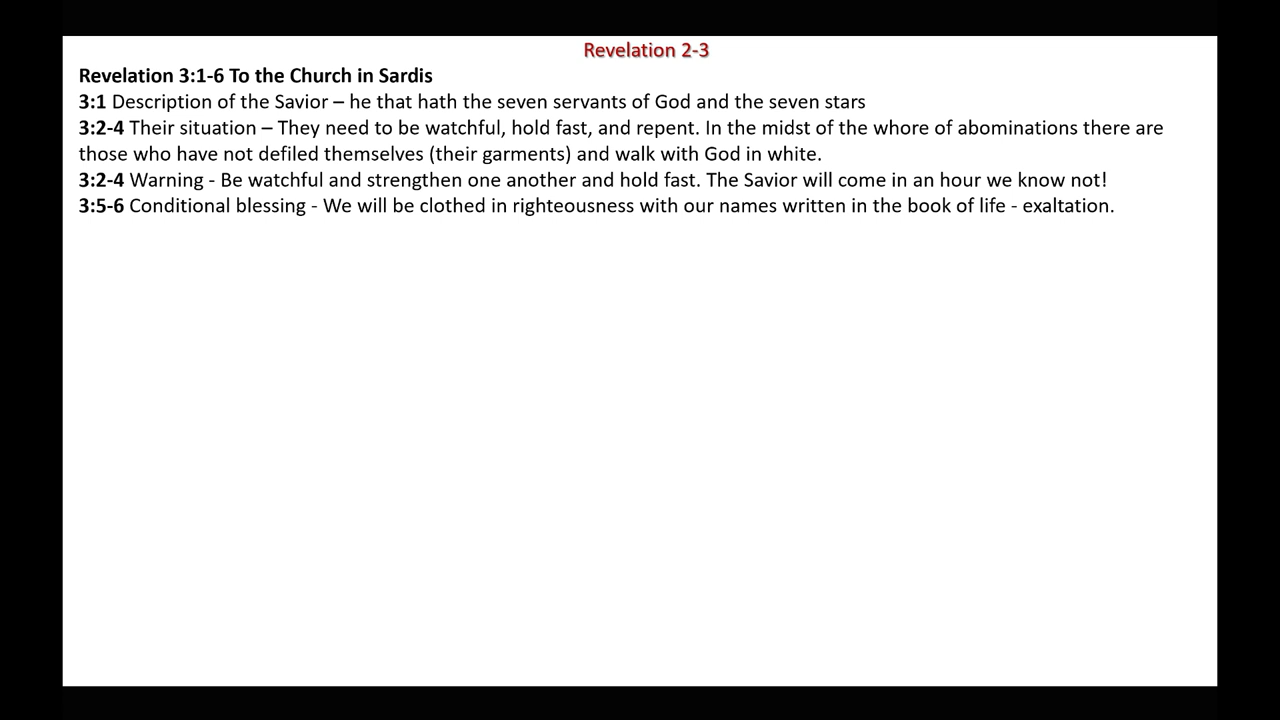 Revelation 2-3
Revelation 3:1-6 To the Church in Sardis
3:1 Description of the Savior – he that hath the seven servants of God and the seven stars
3:2-4 Their situation – They need to be watchful, hold fast, and repent. In the midst of the whore of abominations there are
those who have not defiled themselves (their garments) and walk with God in white.
3:2-4 Warning - Be watchful and strengthen one another and hold fast. The Savior will come in an hour we know not!
3:5-6 Conditional blessing - We will be clothed in righteousness with our names written in the book of life - exaltation.